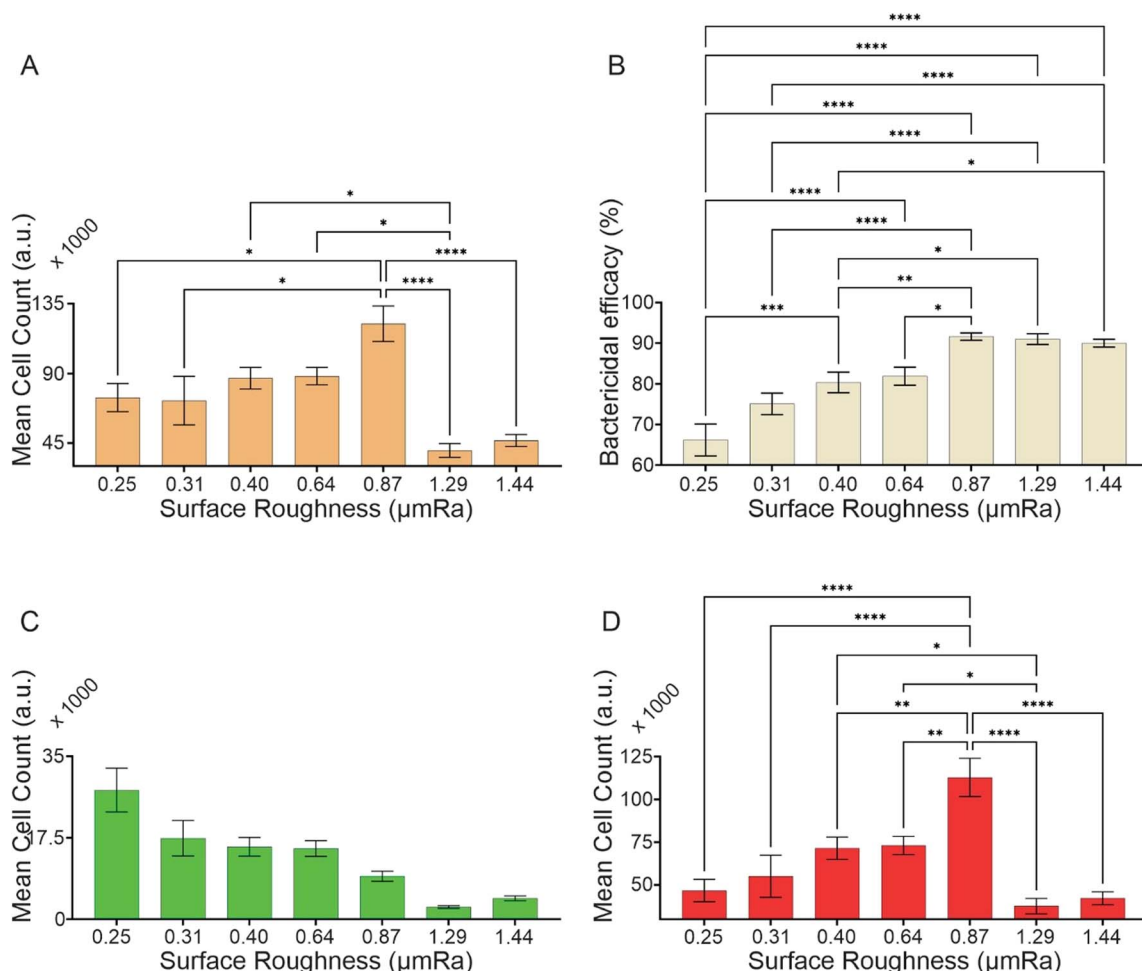 A
*
*
*
****
*
****
Mean Cell Count (a.u.)
x 1000
135
90
45
0.25 0.31 0.40 0.64 0.87 1.29 1.44
Surface Roughness (µmRa)
B
****
****
****
****
****
*
****
****
*
**
***
*
Bactericidal efficacy (%)
100
90
80
70
60
0.25 0.31 0.40 0.64 0.87 1.29 1.44
Surface Roughness (µmRa)
C
Mean Cell Count (a.u.)
x 1000
35
17.5
0
0.25 0.31 0.40 0.64 0.87 1.29 1.44
Surface Roughness (µmRa)
D
****
****
*
*
** ****
** ****
Mean Cell Count (a.u.)
x 1000
125
100
75
50
0.25 0.31 0.40 0.64 0.87 1.29 1.44
Surface Roughness (µmRa)